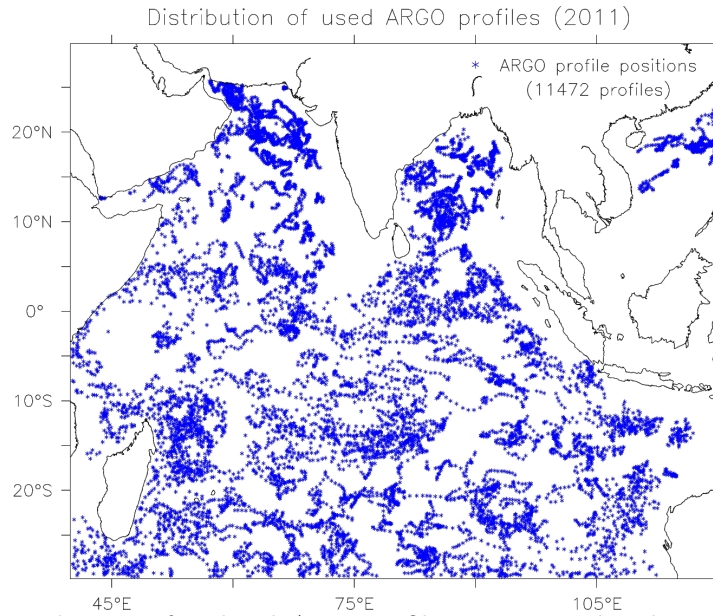 Distribution of used ARGO profiles (2011)
* ARGO profile positions
(11472 profiles)
20°N
10°N
0°
10°S
20°S
45°E 75°E 105°E